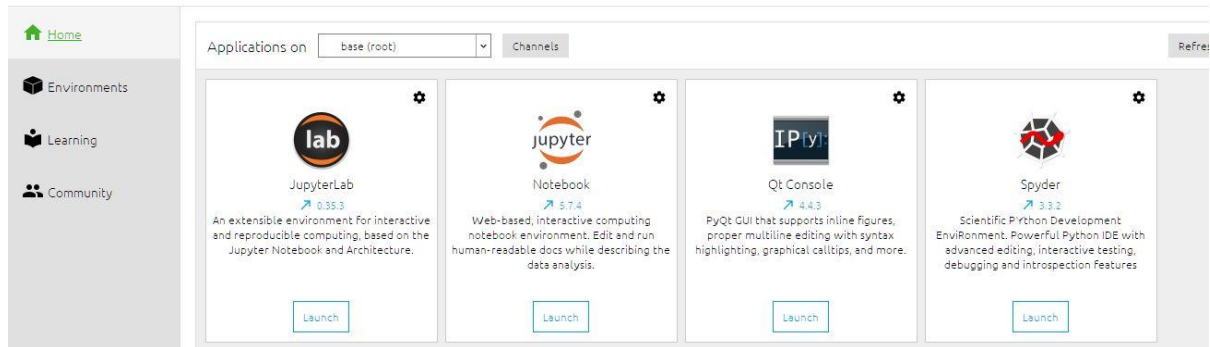 Home
Applications on base (root) Channels Refres
Environments
Learning
Community
lab
JupyterLab
0.35.3
An extensible environment for interactive
and reproducible computing, based on the
Jupyter Notebook and Architecture.
Launch
jupyter
Notebook
5.7.4
Web-based, interactive computing
notebook environment. Edit and run
human-readable docs while describing the
data analysis.
Launch
IP[y]:
Qt Console
4.4.3
PyQt GUI that supports inline figures,
proper multiline editing with syntax
highlighting, graphical calltips, and more.
Launch
Spyder
3.3.2
Scientific PYthon Development
EnviRonment. Powerful Python IDE with
advanced editing, interactive testing,
debugging and introspection features
Launch